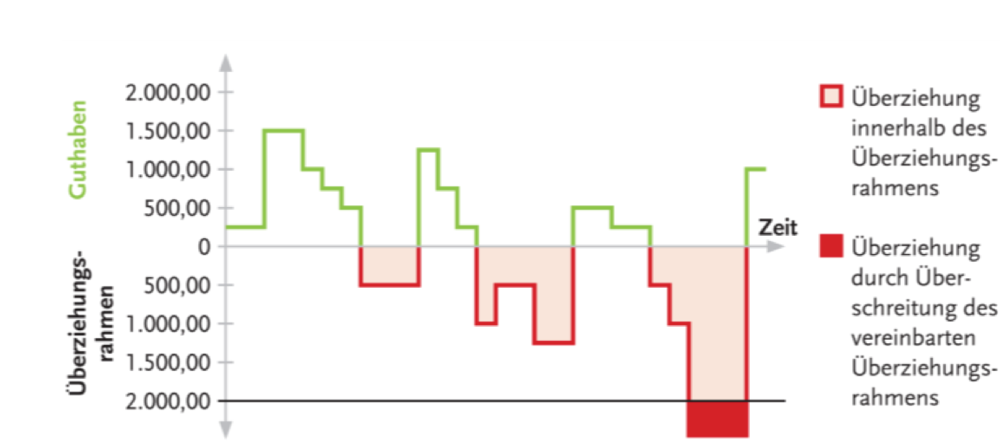 Guthaben
2.000,00
1.500,00
1.000,00
500,00
0
Zeit
Überziehungs-
rahmen
500,00
1.000,00
1.500,00
2.000,00
Überziehung
innerhalb des
Überziehungs-
rahmens
Überziehung
durch Über-
schreitung des
vereinbarten
Überziehungs-
rahmens